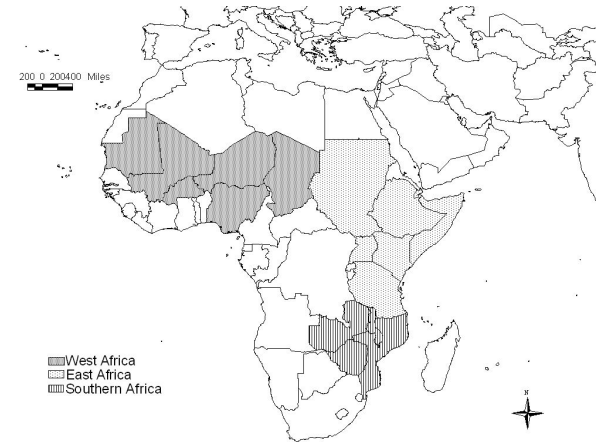 200 0 200400 Miles
West Africa
East Africa
Southern Africa
N